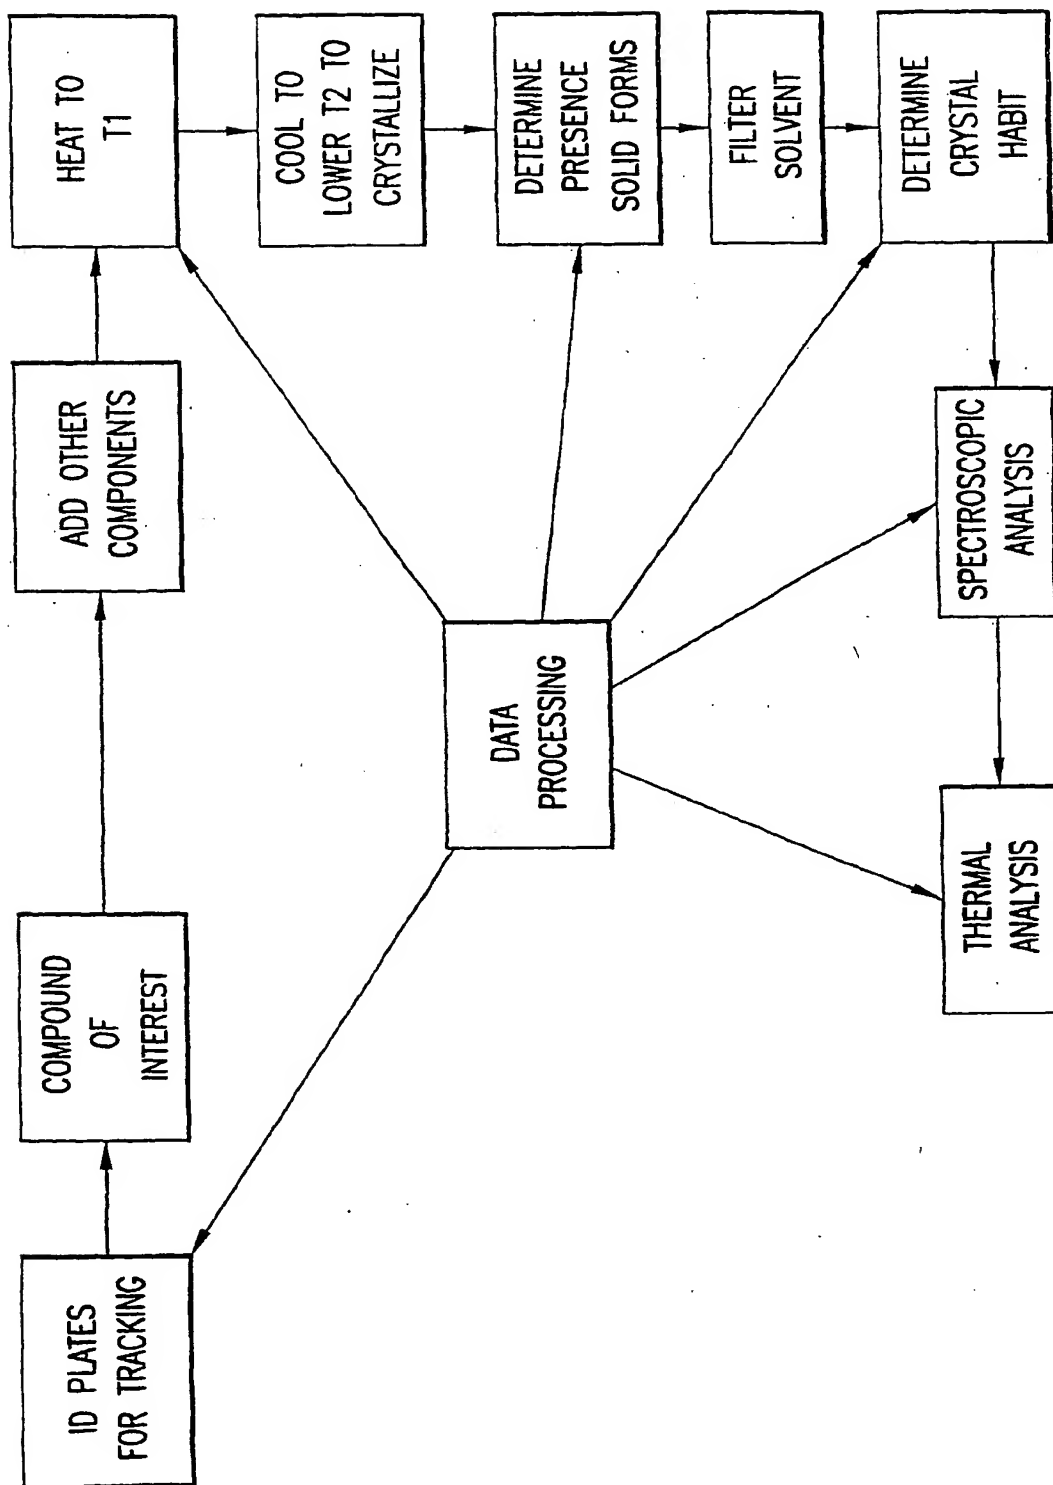 ID PLATES
FOR TRACKING
COMPOUND
OF
INTEREST
ADD OTHER
COMPONENTS
HEAT TO
T1
COOL TO
LOWER T2 TO
CRYSTALLIZE
DETERMINE
PRESENCE
SOLID FORMS
FILTER
SOLVENT
DETERMINE
CRYSTAL
HABIT
SPECTROSCOPIC
ANALYSIS
THERMAL
ANALYSIS
DATA
PROCESSING